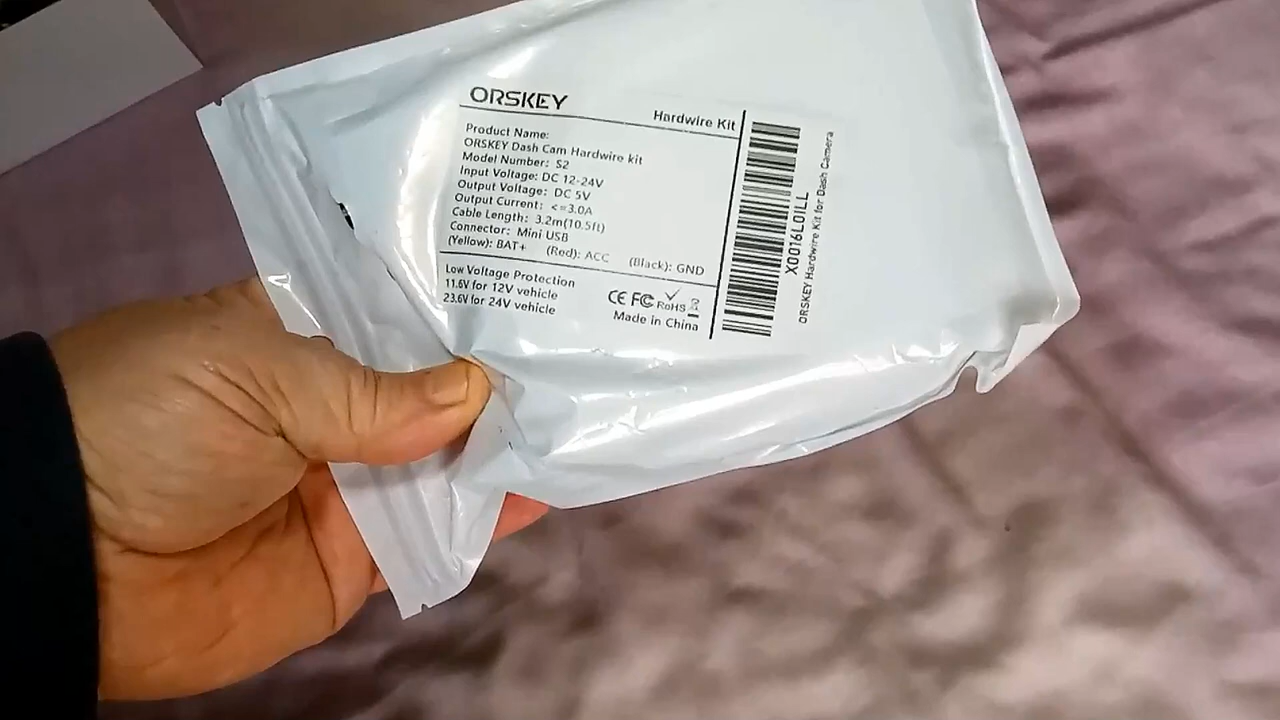 ORSKEY
Hardwire Kit
Product Name:
ORSKEY Dash Cam Hardwire kit
Model Number: S2
Input Voltage: DC 12-24V
Output Voltage: DC 5V
Output Current: <=3.0A
Cable Length: 3.2m(10.5ft)
Connector: Mini USB
(Yellow): BAT+ (Red): ACC (Black): GND
Low Voltage Protection
11.6V for 12V vehicle
23.6V for 24V vehicle
CE FC RoHS
Made in China
X0016L0ILL
ORSKEY Hardwire Kit for Dash Camera